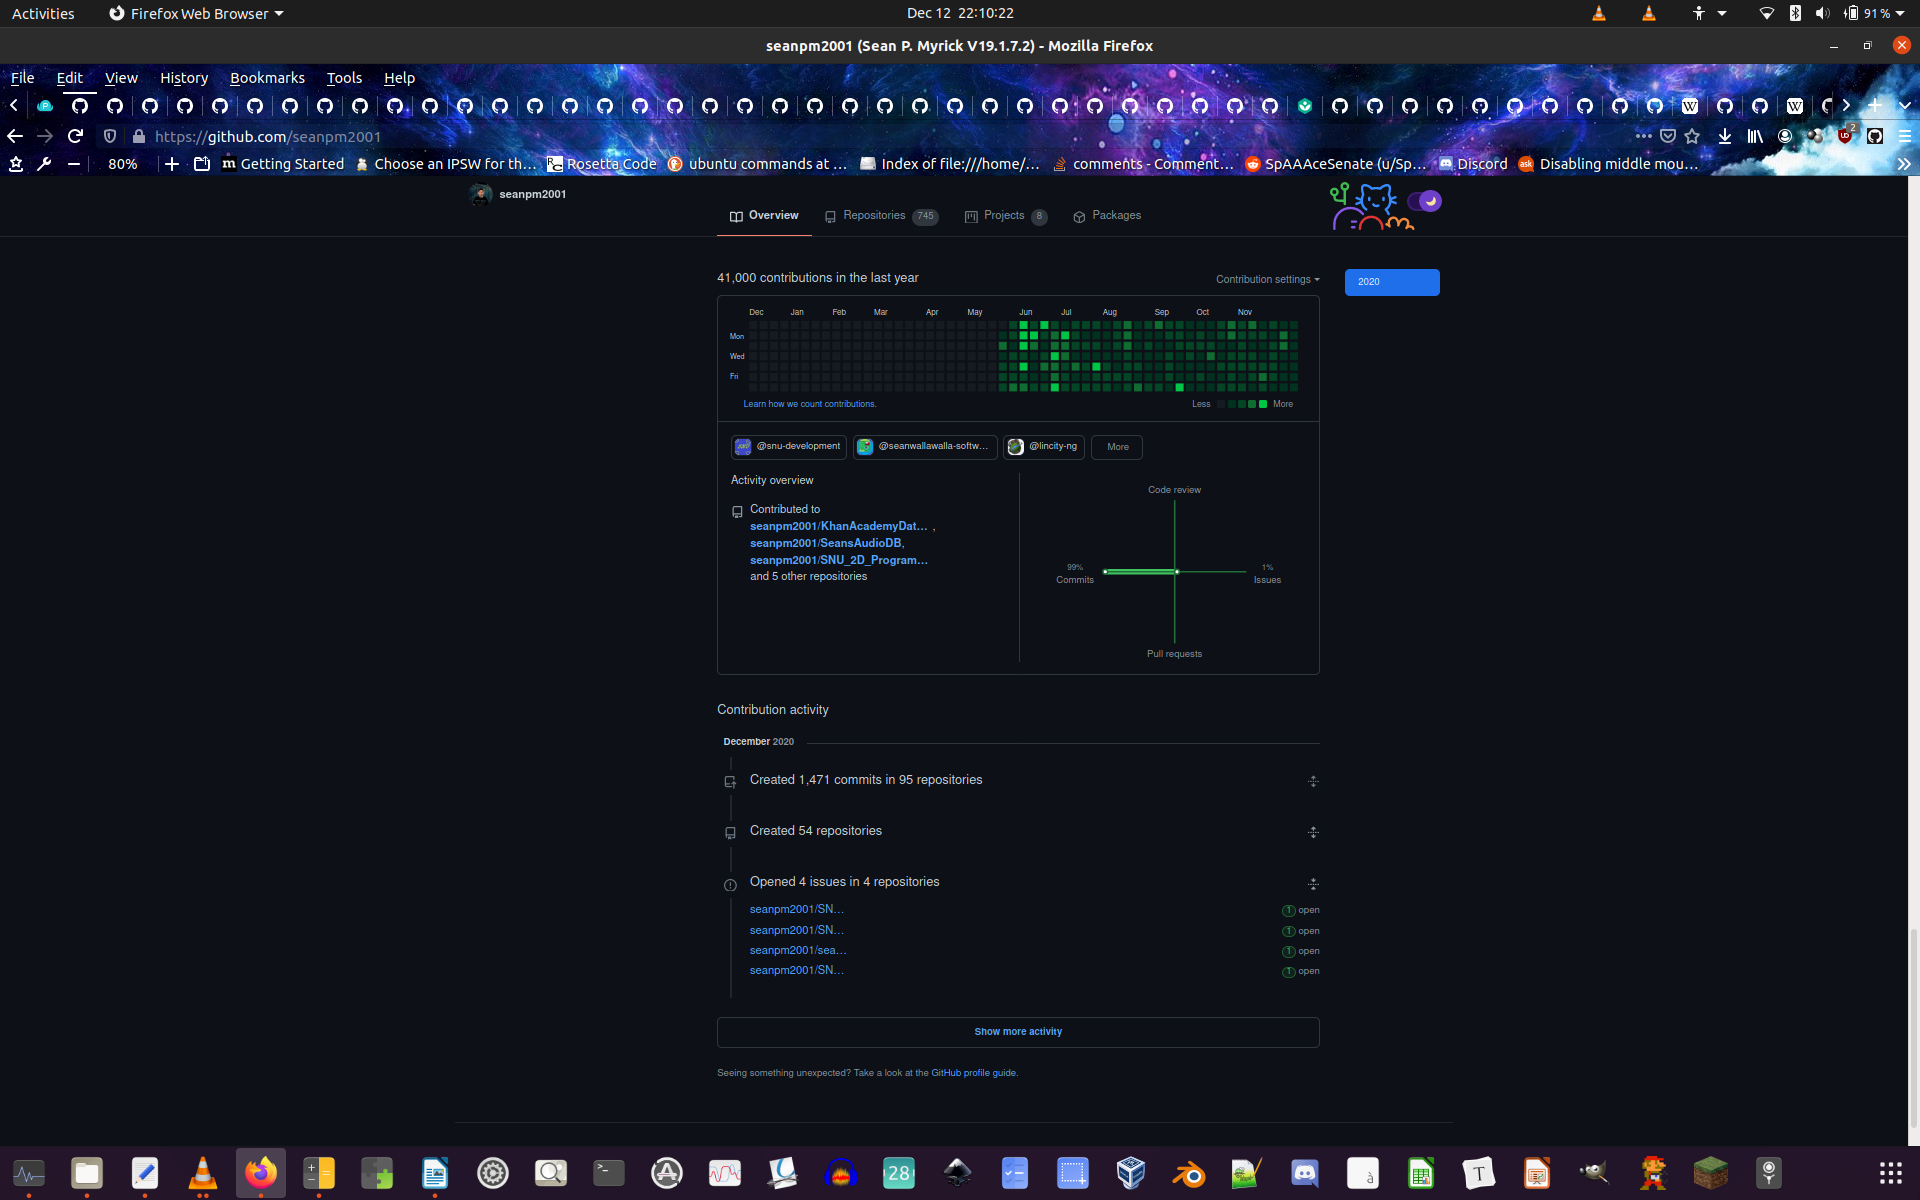 Activities Firefox Web Browser Dec 12 22:10:22 91 %
seanpm2001 (Sean P. Myrick V19.1.7.2) - Mozilla Firefox
File Edit View History Bookmarks Tools Help
https://github.com/seanpm2001 2
80% Getting Started Choose an IPSW for th… Rosetta Code ubuntu commands at … Index of file:///home/… comments - Comment… SpAAAceSenate (u/Sp… Discord Disabling middle mou…
seanpm2001
Overview Repositories 745 Projects 8 Packages
41,000 contributions in the last year Contribution settings 2020
Dec Jan Feb Mar Apr May Jun Jul Aug Sep Oct Nov
Mon
Wed
Fri
Learn how we count contributions. Less More
@snu-development @seanwallawalla-softw… @lincity-ng More
Activity overview
Code review
Contributed to
seanpm2001/KhanAcademyDat… ,
seanpm2001/SeansAudioDB,
seanpm2001/SNU_2D_Program…
and 5 other repositories
99% 1%
Commits Issues
Pull requests
Contribution activity
December 2020
Created 1,471 commits in 95 repositories
Created 54 repositories
Opened 4 issues in 4 repositories
seanpm2001/SN… 1 open
seanpm2001/SN… 1 open
seanpm2001/sea… 1 open
seanpm2001/SN… 1 open
Show more activity
Seeing something unexpected? Take a look at the GitHub profile guide.
28